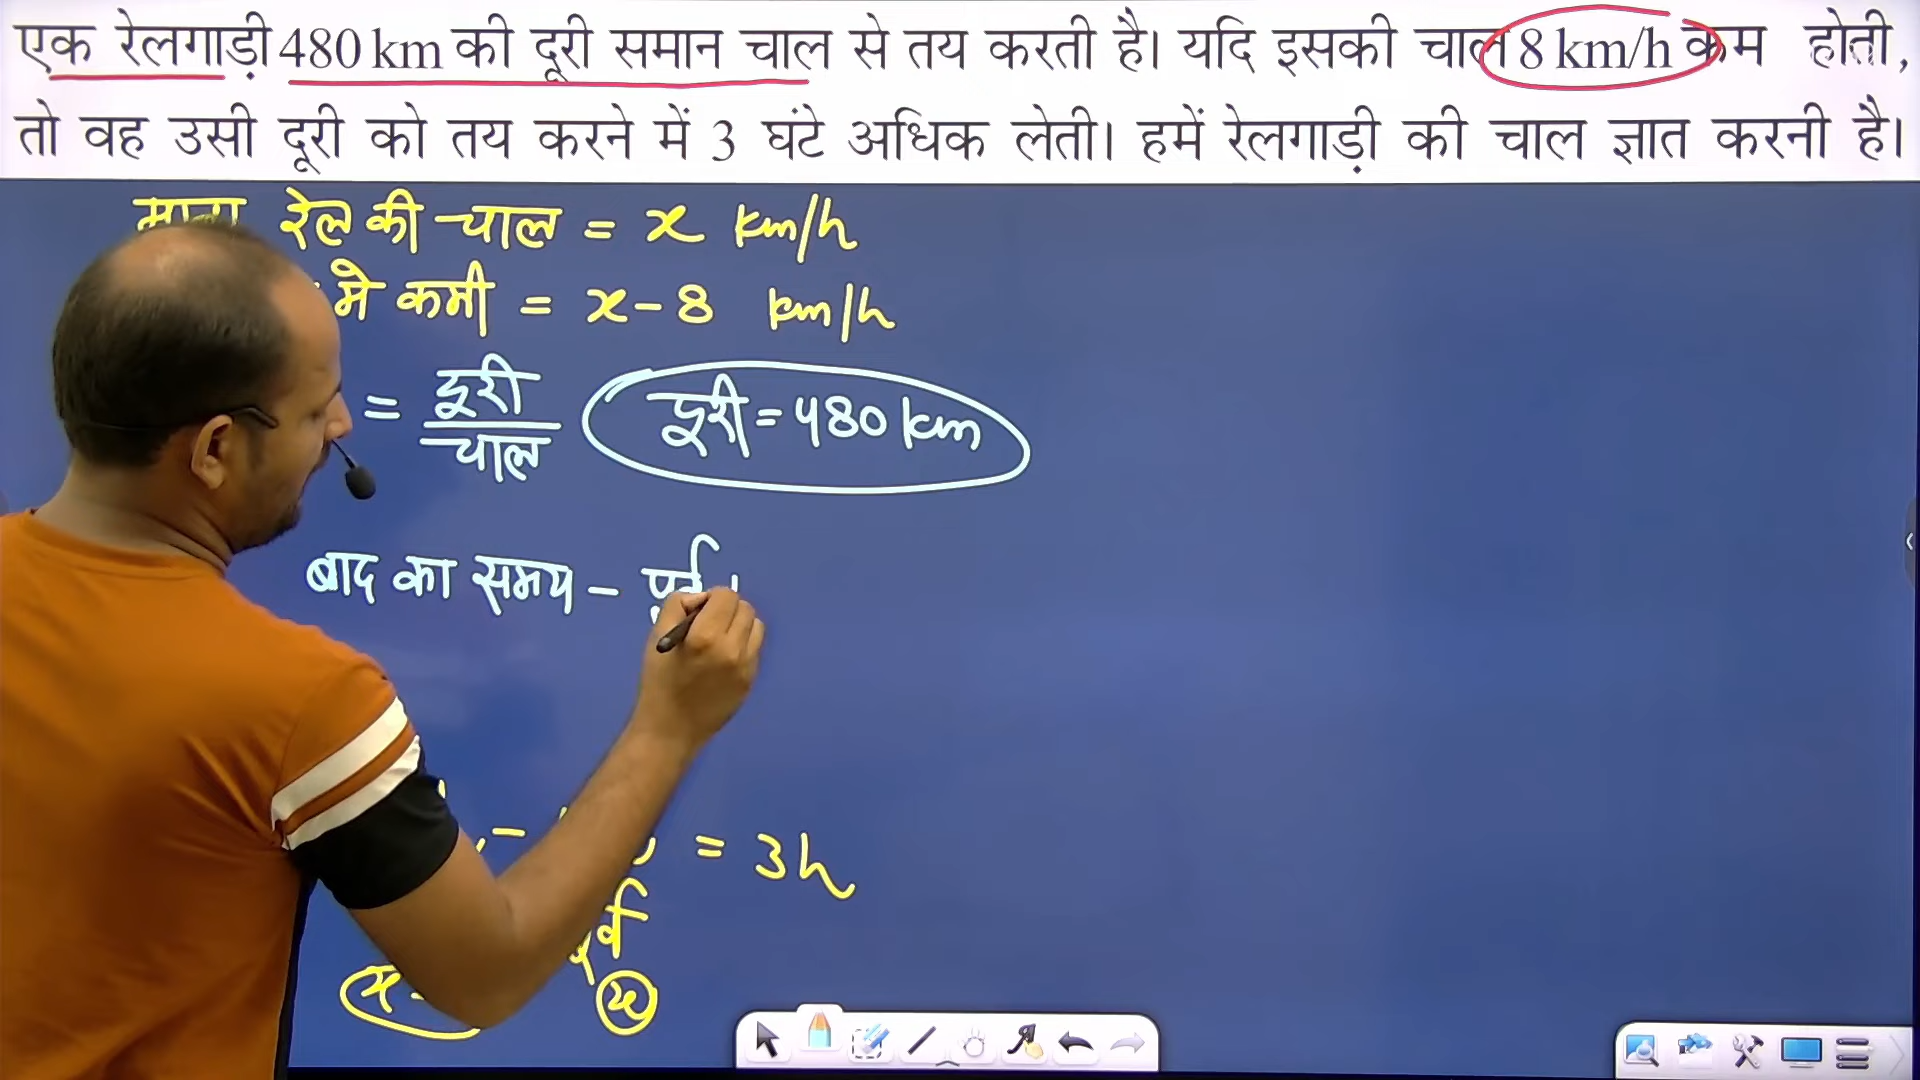 एक रेलगाड़ी 480 km की दूरी समान चाल से तय करती है। यदि इसकी चाल 8 km/h कम होती,
तो वह उसी दूरी को तय करने में 3 घंटे अधिक लेती। हमें रेलगाड़ी की चाल ज्ञात करनी है।
माना रेल की चाल = x km/h
मे कमी = x - 8 km/h
= दूरी / चाल दूरी = 480 km
बाद का समय - पूर्व
- = 3h
x